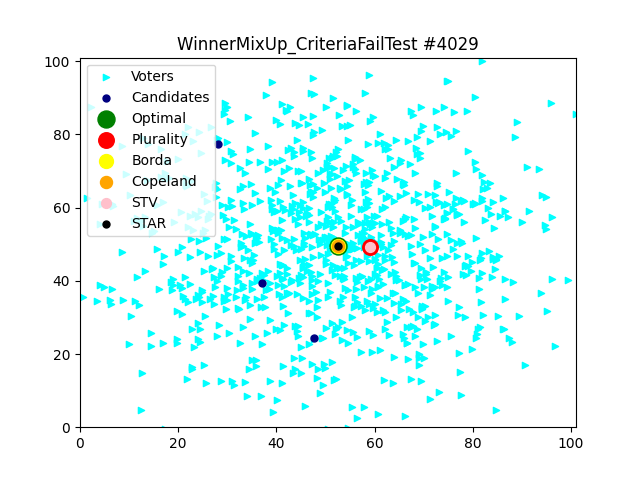 WinnerMixUp_CriteriaFailTest #4029
Voters
Candidates
Optimal
Plurality
Borda
Copeland
STV
STAR
100
80
60
40
20
0
0 20 40 60 80 100